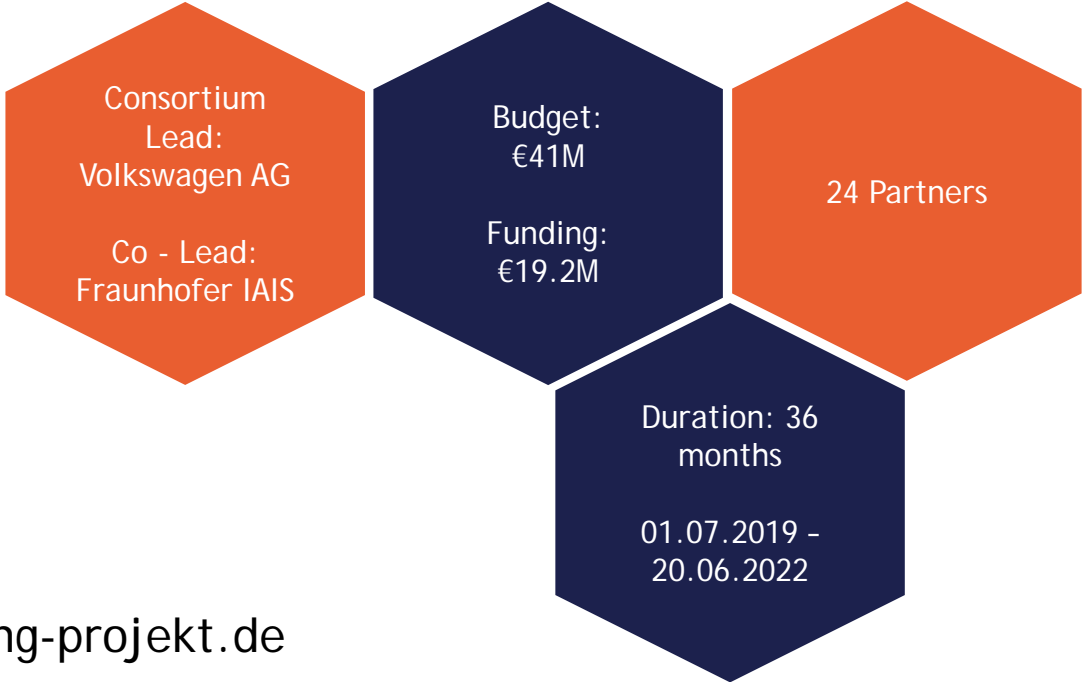 Consortium
Lead:
Volkswagen AG
Co - Lead:
Fraunhofer IAIS
Budget:
€41M
Funding:
€19.2M
24 Partners
Duration: 36
months
01.07.2019 –
20.06.2022
ng-projekt.de